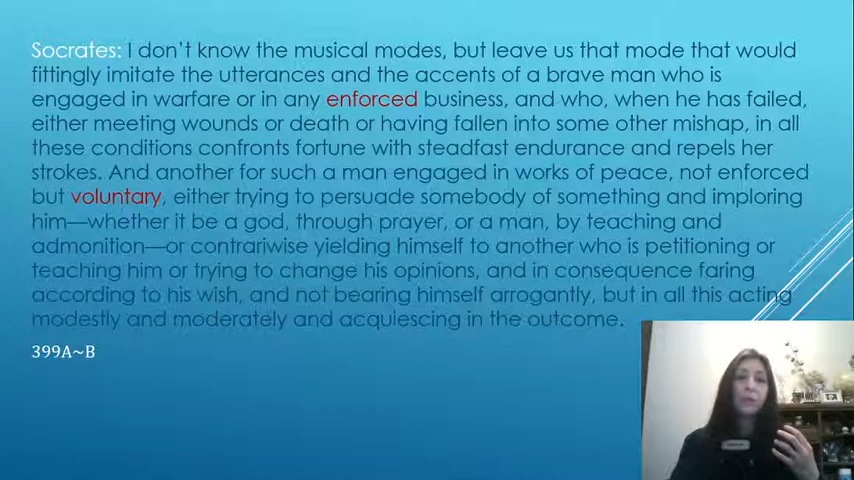 Socrates: I don't know the musical modes, but leave us that mode that would
fittingly imitate the utterances and the accents of a brave man who is
engaged in warfare or in any enforced business, and who, when he has failed,
either meeting wounds or death or having fallen into some other mishap, in all
these conditions confronts fortune with steadfast endurance and repels her
strokes. And another for such a man engaged in works of peace, not enforced
but voluntary, either trying to persuade somebody of something and imploring
him—whether it be a god, through prayer, or a man, by teaching and
admonition—or contrariwise yielding himself to another who is petitioning or
teaching him or trying to change his opinions, and in consequence faring
according to his wish, and not bearing himself arrogantly, but in all this acting
modestly and moderately and acquiescing in the outcome.
399A~B